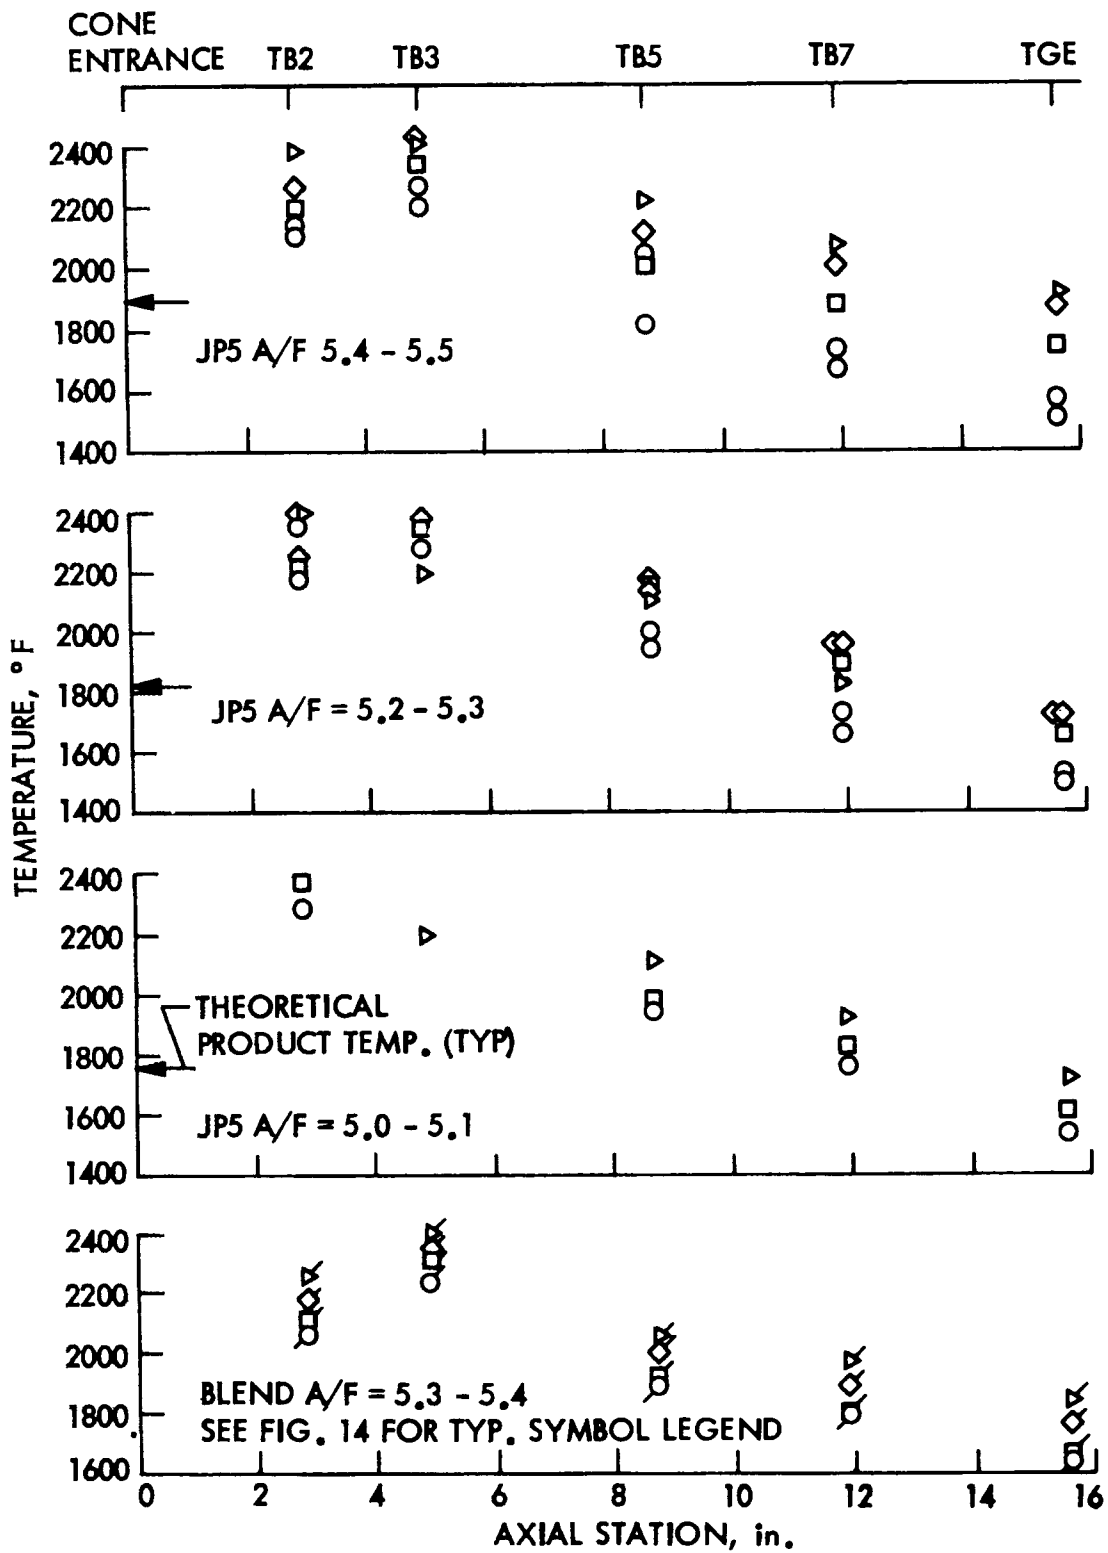 CONE
ENTRANCE TB2 TB3 TB5 TB7 TGE
2400
2200
2000
1800
JP5 A/F 5.4 - 5.5
1600
1400
2400
2200
2000
1800
JP5 A/F = 5.2 - 5.3
1600
1400
TEMPERATURE, °F
2400
2200
2000
THEORETICAL
PRODUCT TEMP. (TYP)
1800
1600
JP5 A/F = 5.0 - 5.1
1400
2400
2200
2000
BLEND A/F = 5.3 - 5.4
1800
SEE FIG. 14 FOR TYP. SYMBOL LEGEND
1600
0 2 4 6 8 10 12 14 16
AXIAL STATION, in.